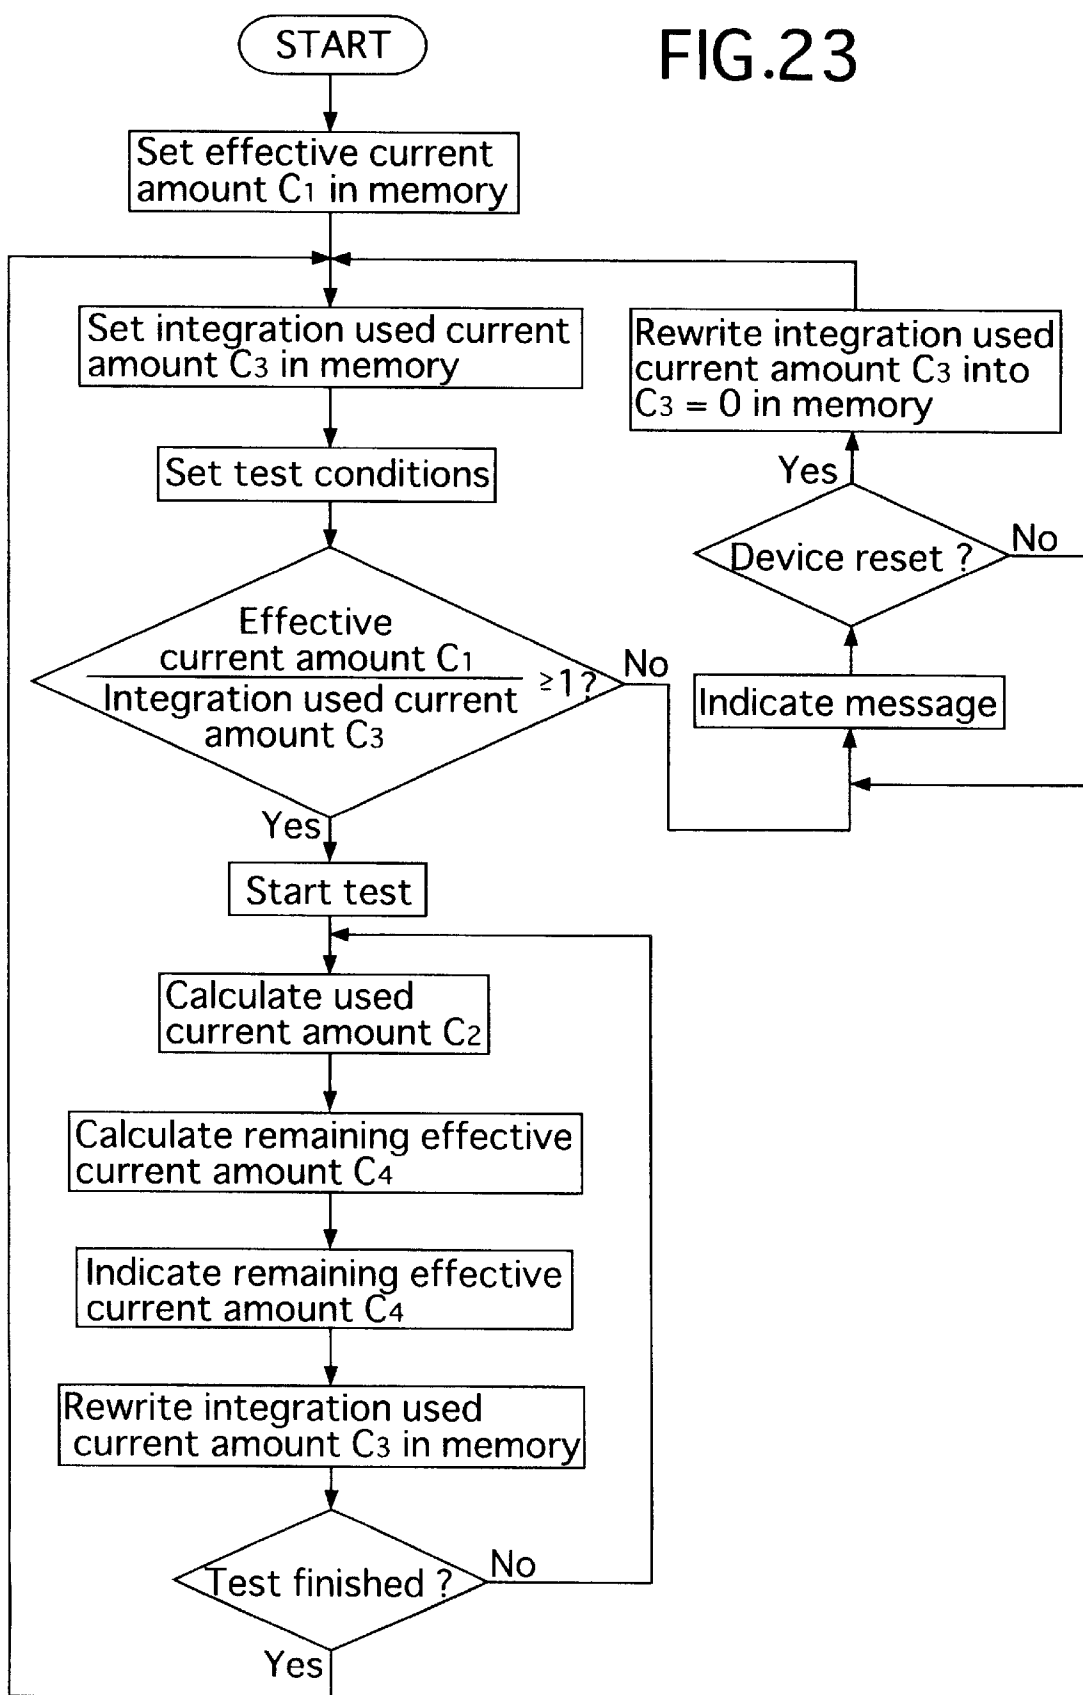 START
FIG.23
Set effective current
amount C1 in memory
Set integration used current
amount C3 in memory
Rewrite integration used
current amount C3 into
C3 = 0 in memory
Set test conditions
Yes
Device reset ?
No
Effective
current amount C1
Integration used current
amount C3
≥1?
No
Indicate message
Yes
Start test
Calculate used
current amount C2
Calculate remaining effective
current amount C4
Indicate remaining effective
current amount C4
Rewrite integration used
current amount C3 in memory
Test finished ?
No
Yes